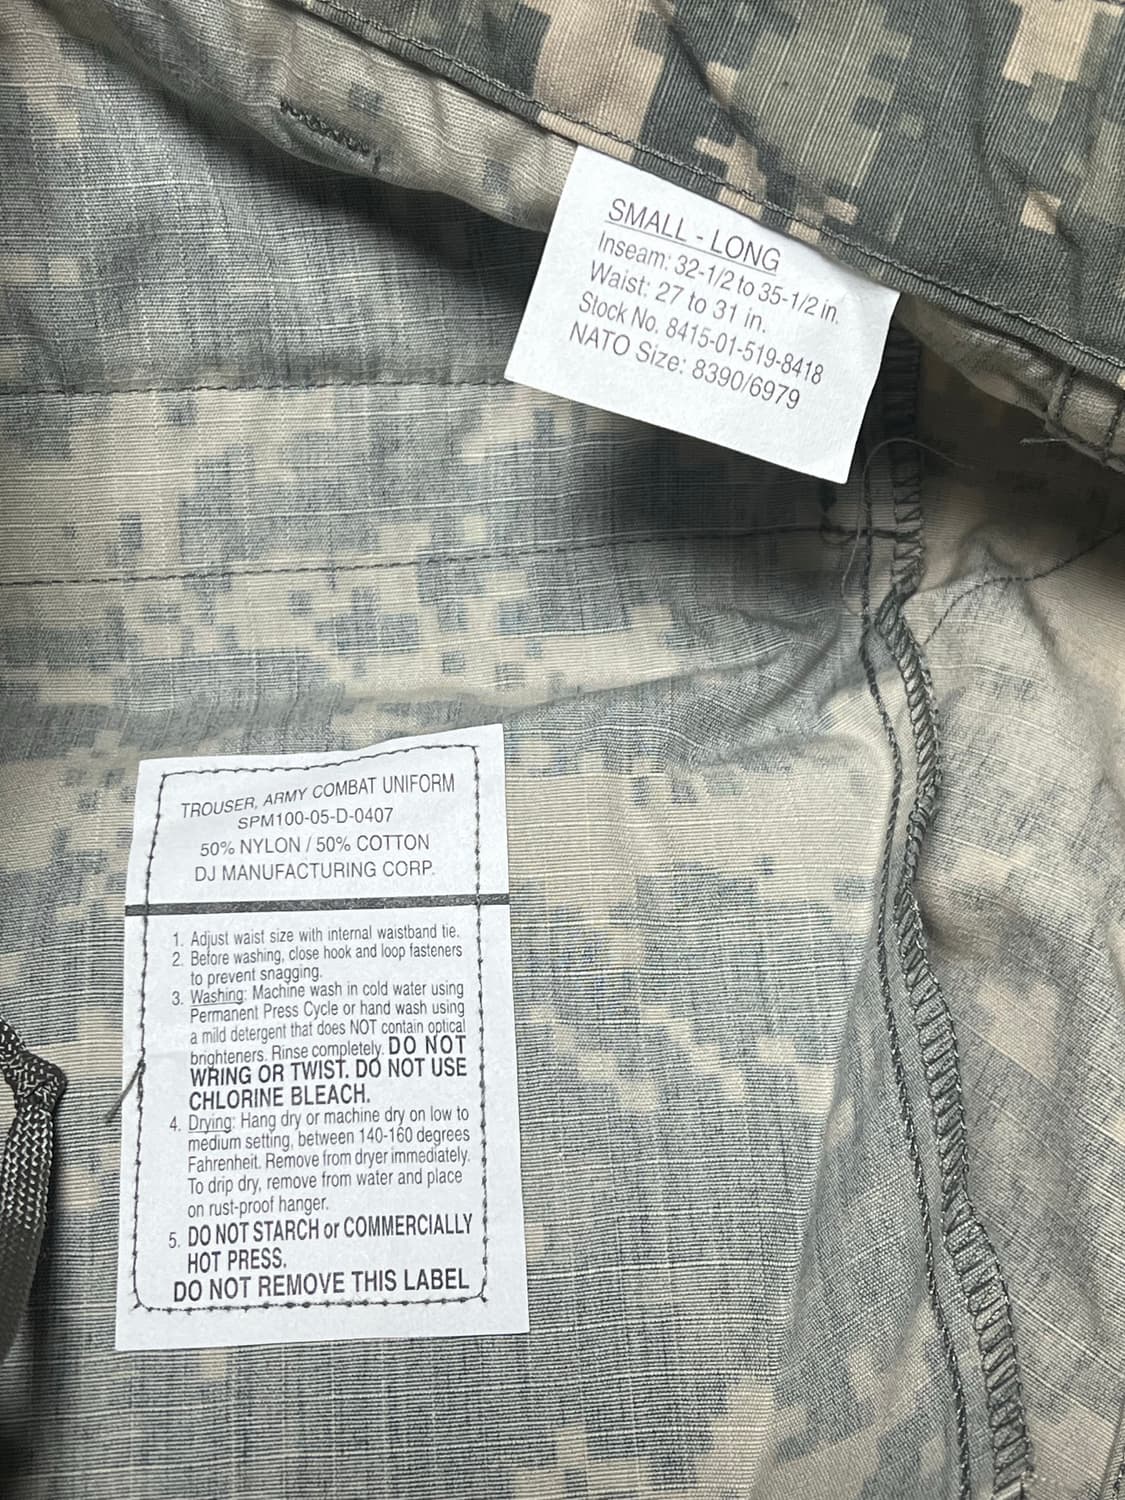 SMALL - LONG
Inseam: 32-1/2 to 35-1/2 in.
Waist: 27 to 31 in.
Stock No. 8415-01-519-8418
NATO Size: 8390/6979
TROUSER, ARMY COMBAT UNIFORM
SPM100-05-D-0407
50% NYLON / 50% COTTON
DJ MANUFACTURING CORP.
1. Adjust waist size with internal waistband tie.
2. Before washing, close hook and loop fasteners
to prevent snagging.
3. Washing: Machine wash in cold water using
Permanent Press Cycle or hand wash using
a mild detergent that does NOT contain optical
brighteners. Rinse completely. DO NOT
WRING OR TWIST. DO NOT USE
CHLORINE BLEACH.
4. Drying: Hang dry or machine dry on low to
medium setting, between 140-160 degrees
Fahrenheit. Remove from dryer immediately.
To drip dry, remove from water and place
on rust-proof hanger.
5. DO NOT STARCH or COMMERCIALLY
HOT PRESS.
DO NOT REMOVE THIS LABEL